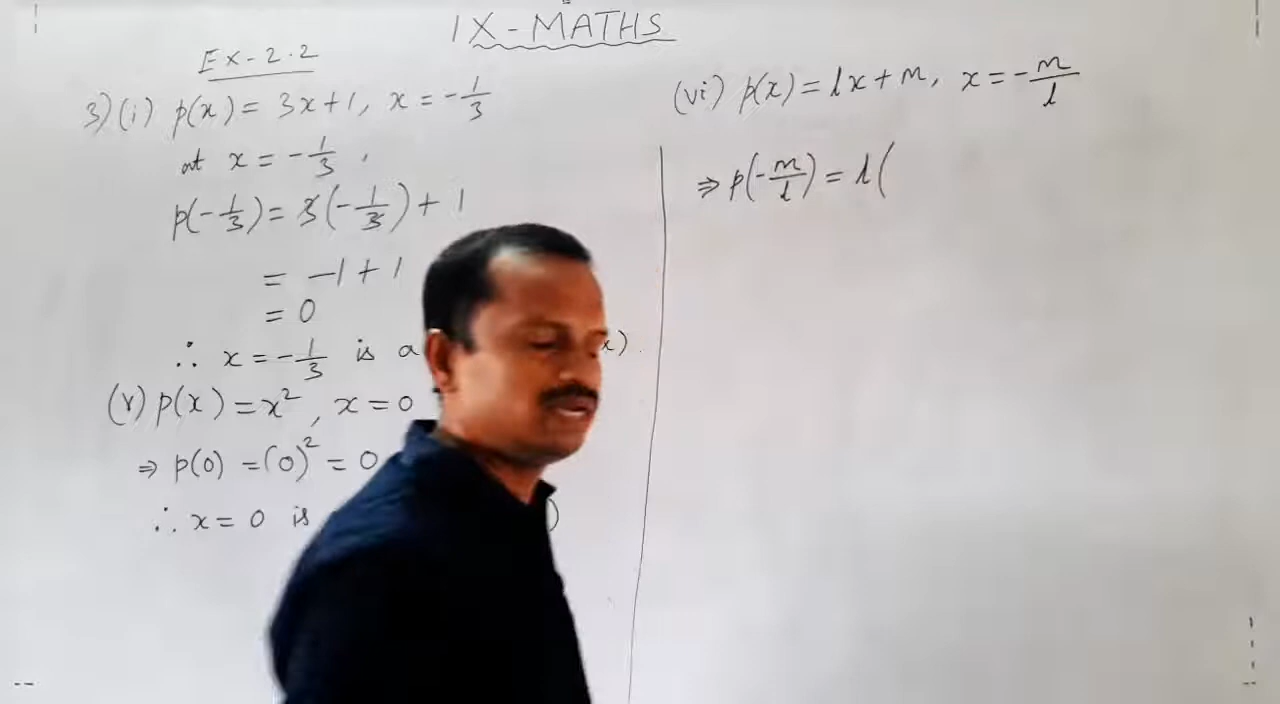 IX-MATHS
Ex-2.2
3)(i) p(x) = 3x+1, x = -1/3
at x = -1/3,
p(-1/3) = 3(-1/3) + 1
= -1 + 1
= 0
∴ x = -1/3 is a x).
(v) p(x) = x², x = 0
⇒ p(0) = (0)² = 0
∴ x = 0 is )
(vi) p(x) = lx + m, x = -m/l
⇒ p(-m/l) = l(